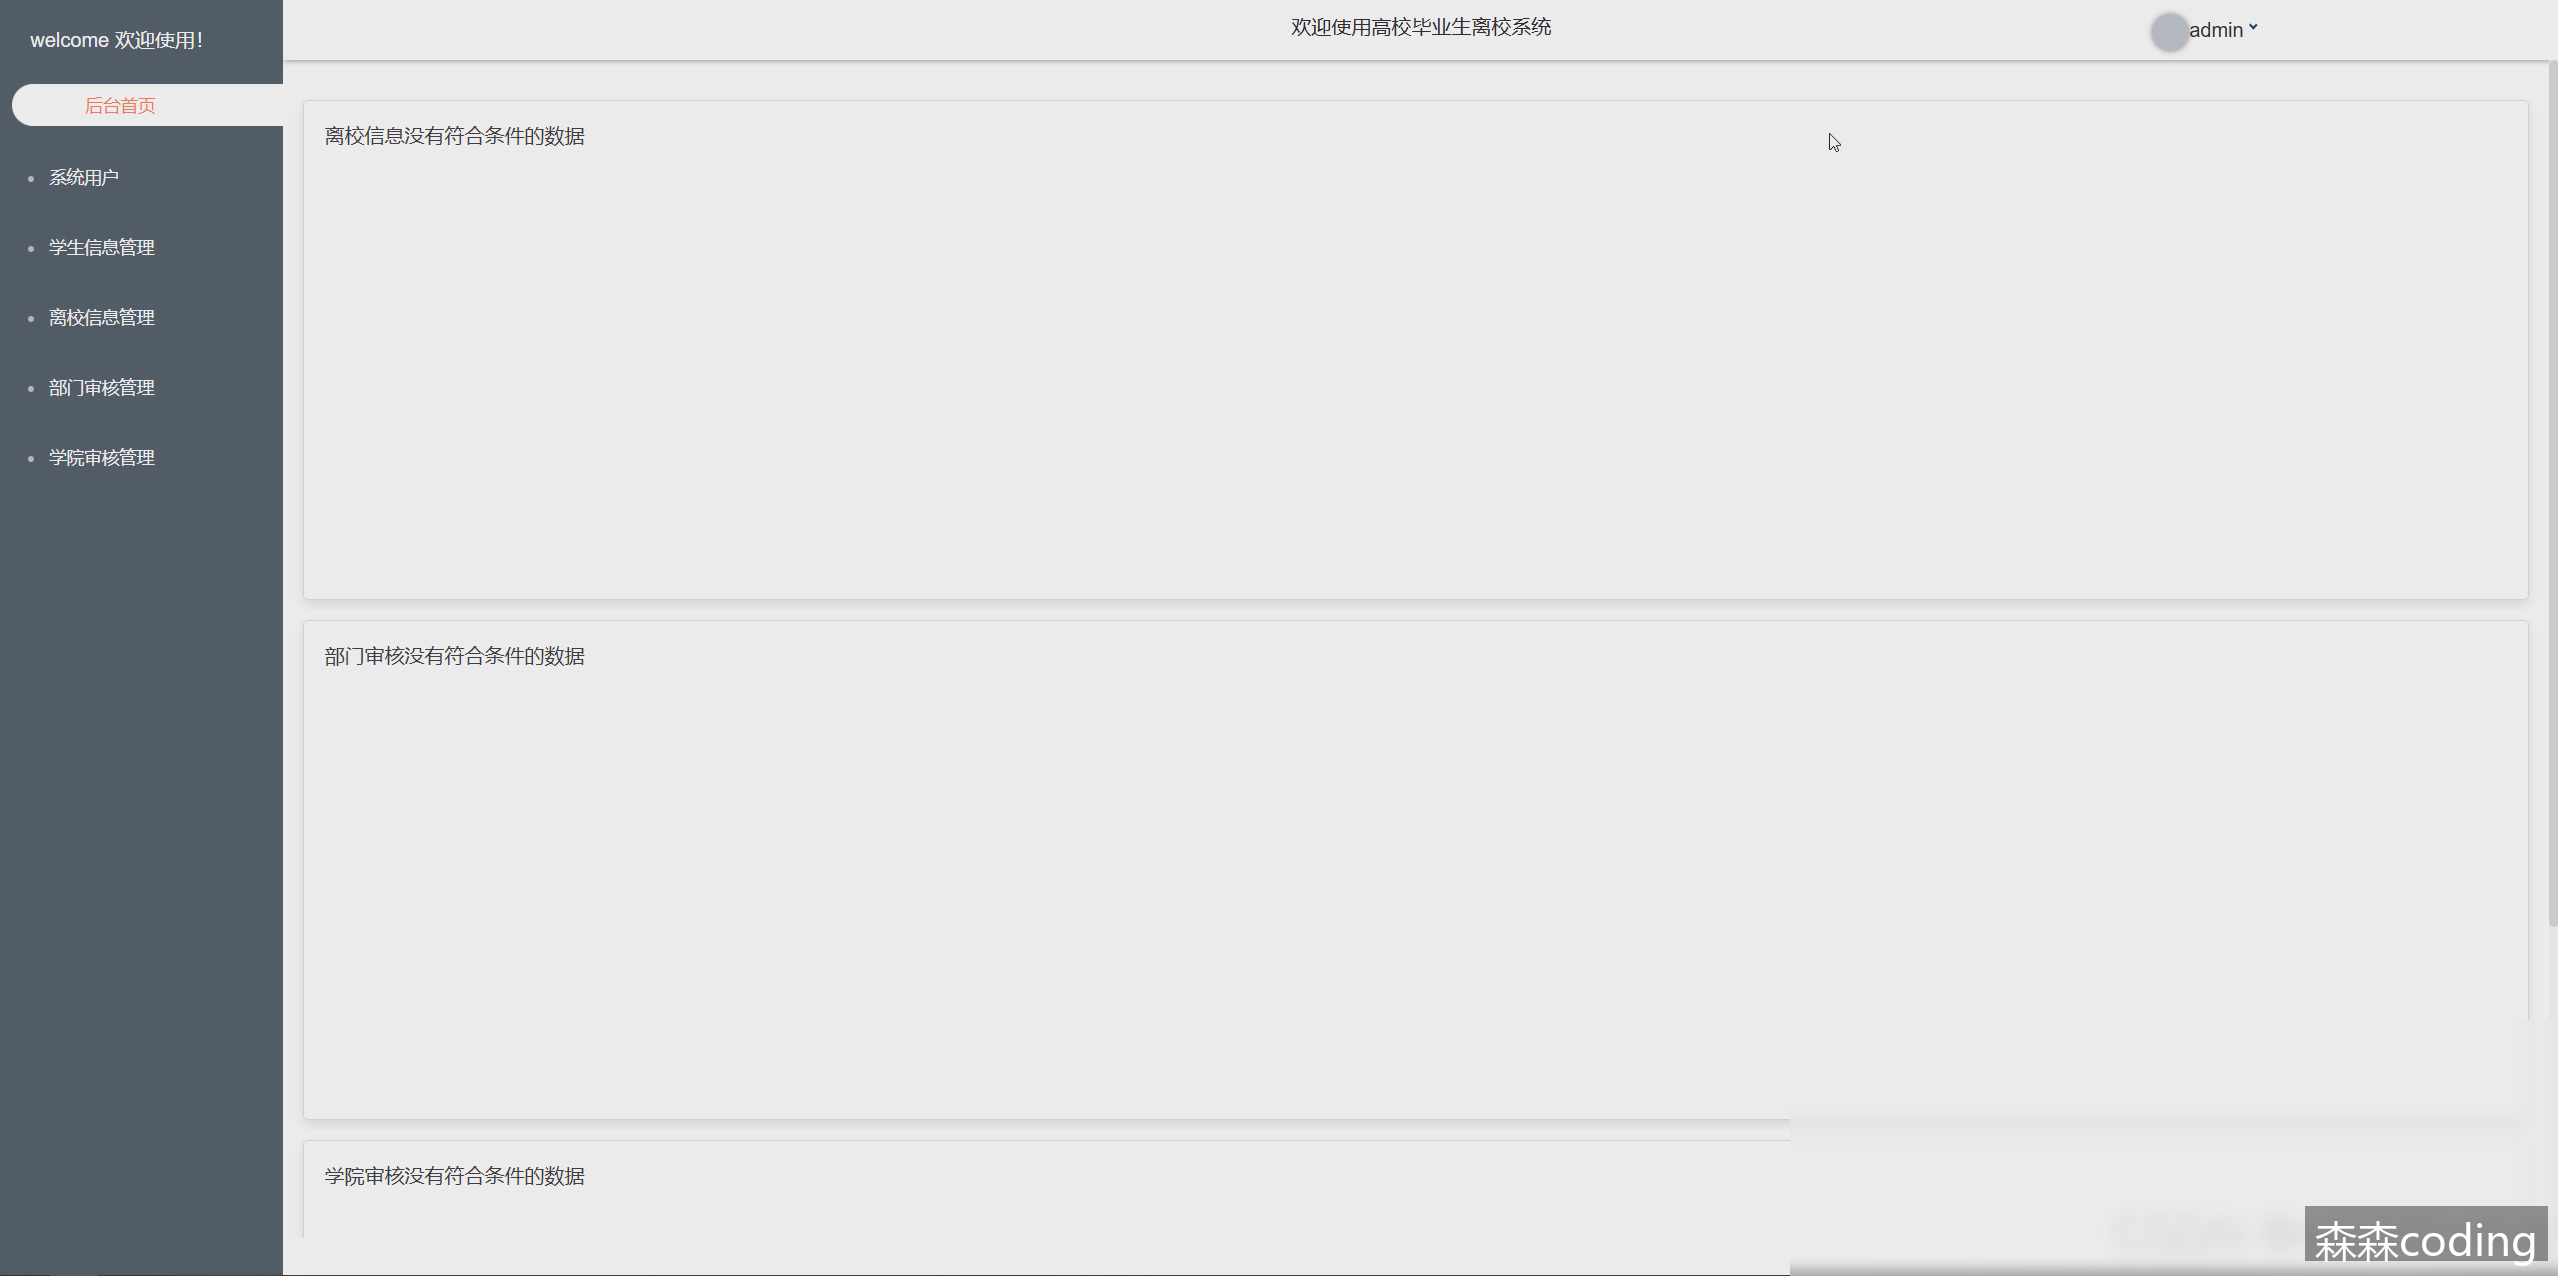 welcome 欢迎使用！
欢迎使用高校毕业生离校系统
admin
后台首页
系统用户
学生信息管理
离校信息管理
部门审核管理
学院审核管理
离校信息没有符合条件的数据
部门审核没有符合条件的数据
学院审核没有符合条件的数据
森森coding